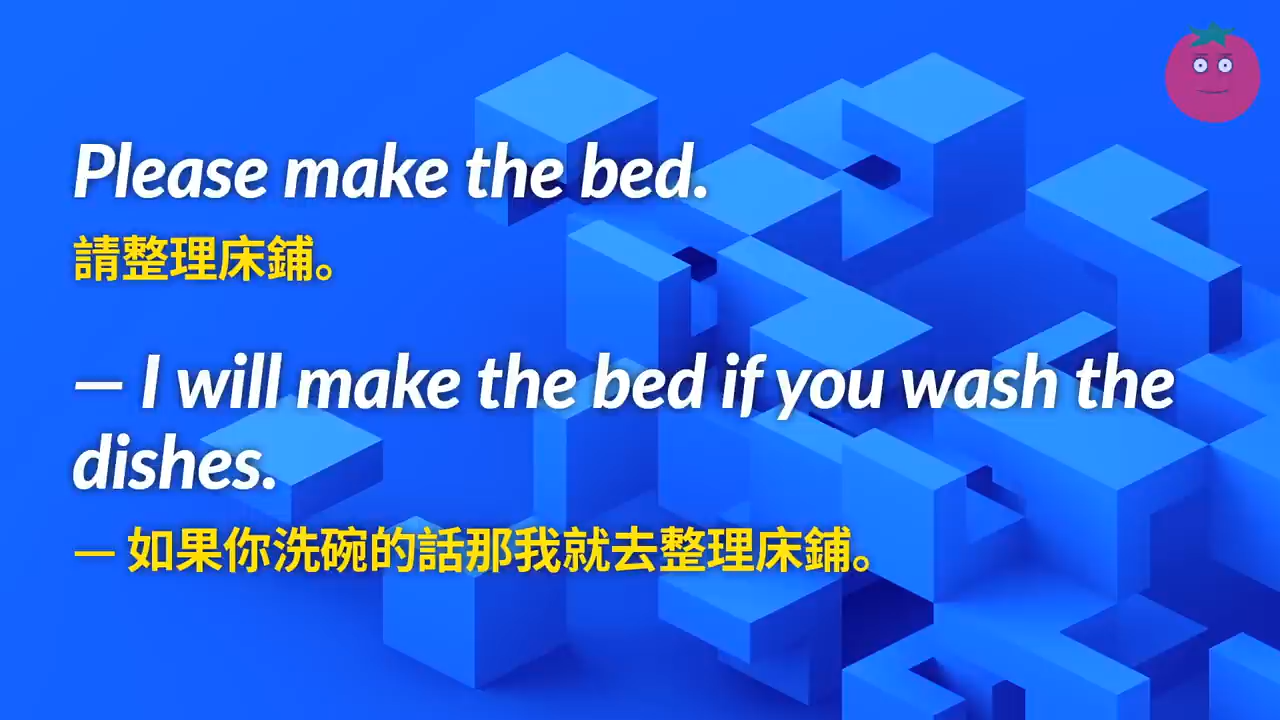 Please make the bed.
請整理床鋪。
— I will make the bed if you wash the
dishes.
— 如果你洗碗的話那我就去整理床鋪。